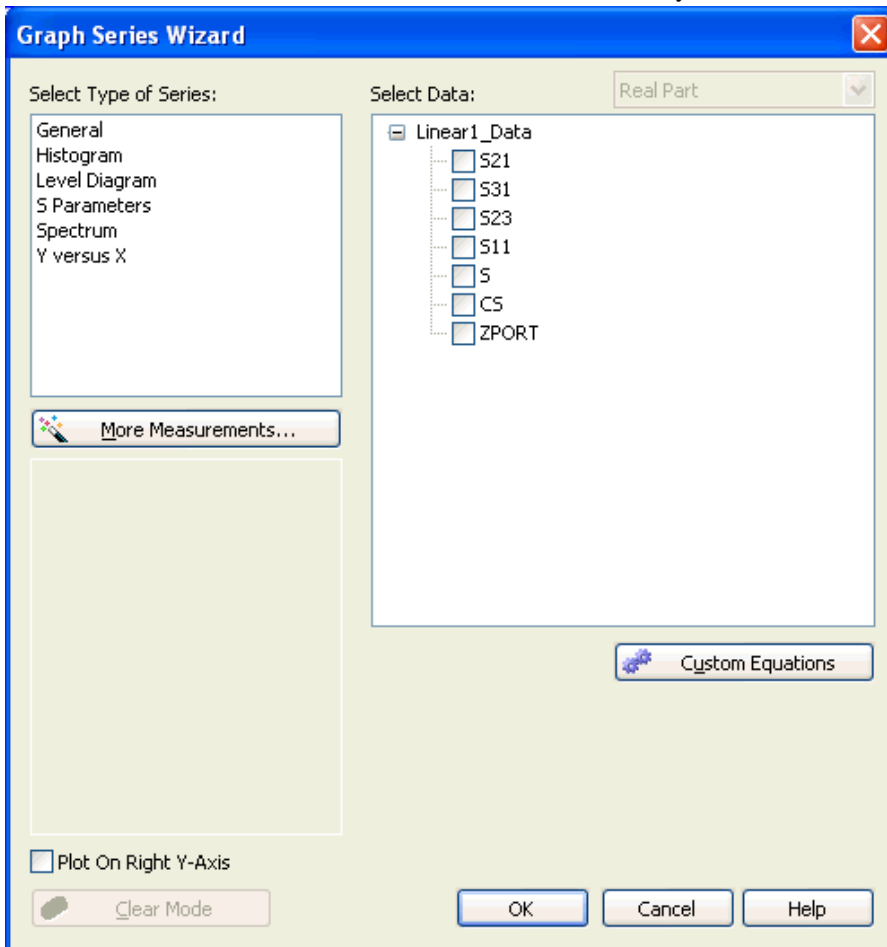 Graph Series Wizard
Select Type of Series:
Select Data:
Real Part
General
Histogram
Level Diagram
S Parameters
Spectrum
Y versus X
Linear1_Data
S21
S31
S23
S11
S
CS
ZPORT
More Measurements...
Custom Equations
Plot On Right Y-Axis
Clear Mode
OK
Cancel
Help